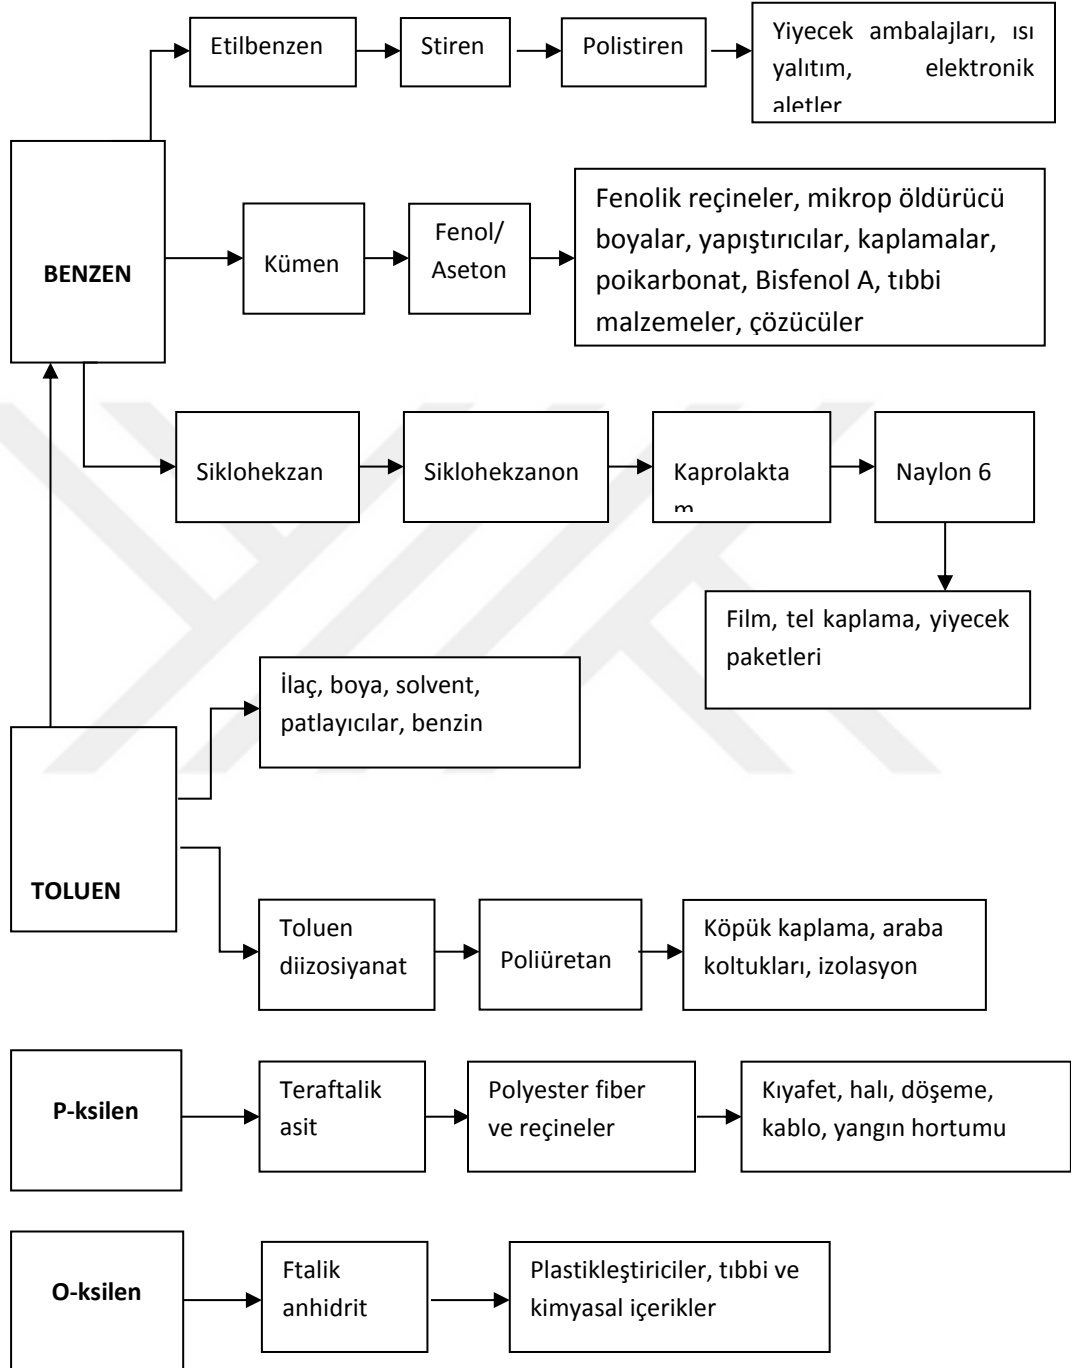 Etilbenzen
Stiren
Polistiren
Yiyecek ambalajları, ısı
yalıtım, elektronik
aletler
BENZEN
Kümen
Fenol/
Aseton
Fenolik reçineler, mikrop öldürücü
boyalar, yapıştırıcılar, kaplamalar,
poikarbonat, Bisfenol A, tıbbi
malzemeler, çözücüler
Siklohekzan
Siklohekzanon
Kaprolakta
m
Naylon 6
Film, tel kaplama, yiyecek
paketleri
İlaç, boya, solvent,
patlayıcılar, benzin
TOLUEN
Toluen
diizosiyanat
Poliüretan
Köpük kaplama, araba
koltukları, izolasyon
P-ksilen
Teraftalik
asit
Polyester fiber
ve reçineler
Kıyafet, halı, döşeme,
kablo, yangın hortumu
O-ksilen
Ftalik
anhidrit
Plastikleştiriciler, tıbbi ve
kimyasal içerikler